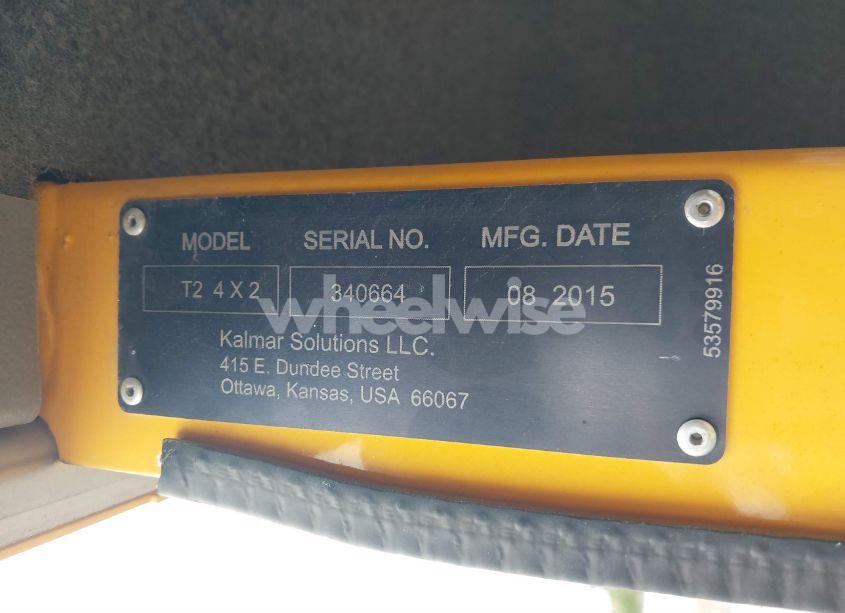 MODEL SERIAL NO. MFG. DATE
T2 4 X 2 340664 08 2015
wheelwise
Kalmar Solutions LLC.
415 E. Dundee Street
Ottawa, Kansas, USA 66067
53579916